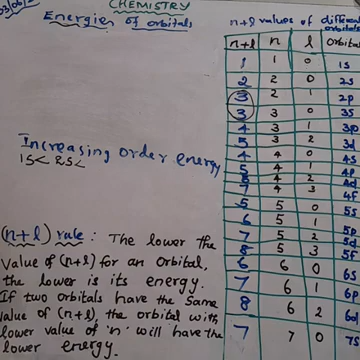 CHEMISTRY
Energies of orbitals
n+l values of different
orbitals
n+l n l Orbital
1 1 0 1s
2 2 0 2s
3 2 1 2p
3 3 0 3s
4 3 1 3p
5 3 2 3d
4 4 0 4s
5 4 1 4p
4 2 4d
7 4 3 4f
5 5 0 5s
6 5 1 5p
7 5 2 5d
8 5 3 5f
6 6 0 6s
7 6 1 6p
8 6 2 6d
7 7 0 7s
Increasing order energy
1s < 2s <
(n+l) rule : The lower the
value of (n+l) for an orbital,
the lower is its energy.
If two orbitals have the same
value of (n+l), the orbital with
lower value of 'n' will have the
lower energy.